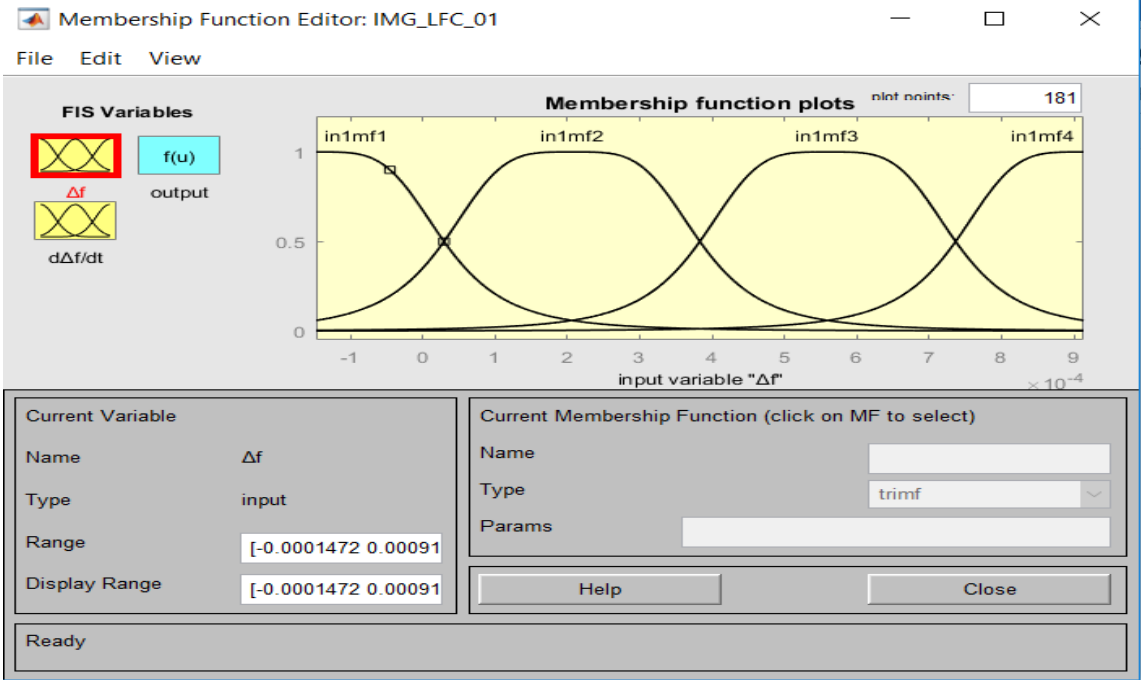 Membership Function Editor: IMG_LFC_01
File Edit View
FIS Variables
f(u)
Δf
output
dΔf/dt
Membership function plots
plot points:
181
in1mf1 in1mf2 in1mf3 in1mf4
1
0.5
0
-1 0 1 2 3 4 5 6 7 8 9
input variable "Δf"
×10-4
Current Variable
Name Δf
Type input
Range [-0.0001472 0.00091
Display Range [-0.0001472 0.00091
Current Membership Function (click on MF to select)
Name
Type trimf
Params
Help Close
Ready